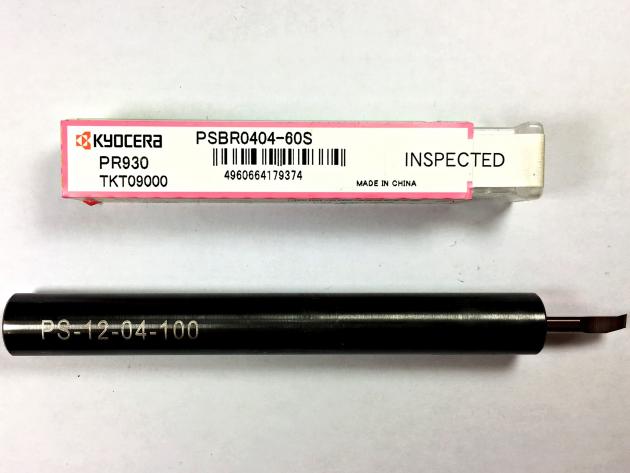 KYOCERA
PSBR0404-60S
PR930
TKT09000
4960664179374
INSPECTED
MADE IN CHINA
PS-12-04-100